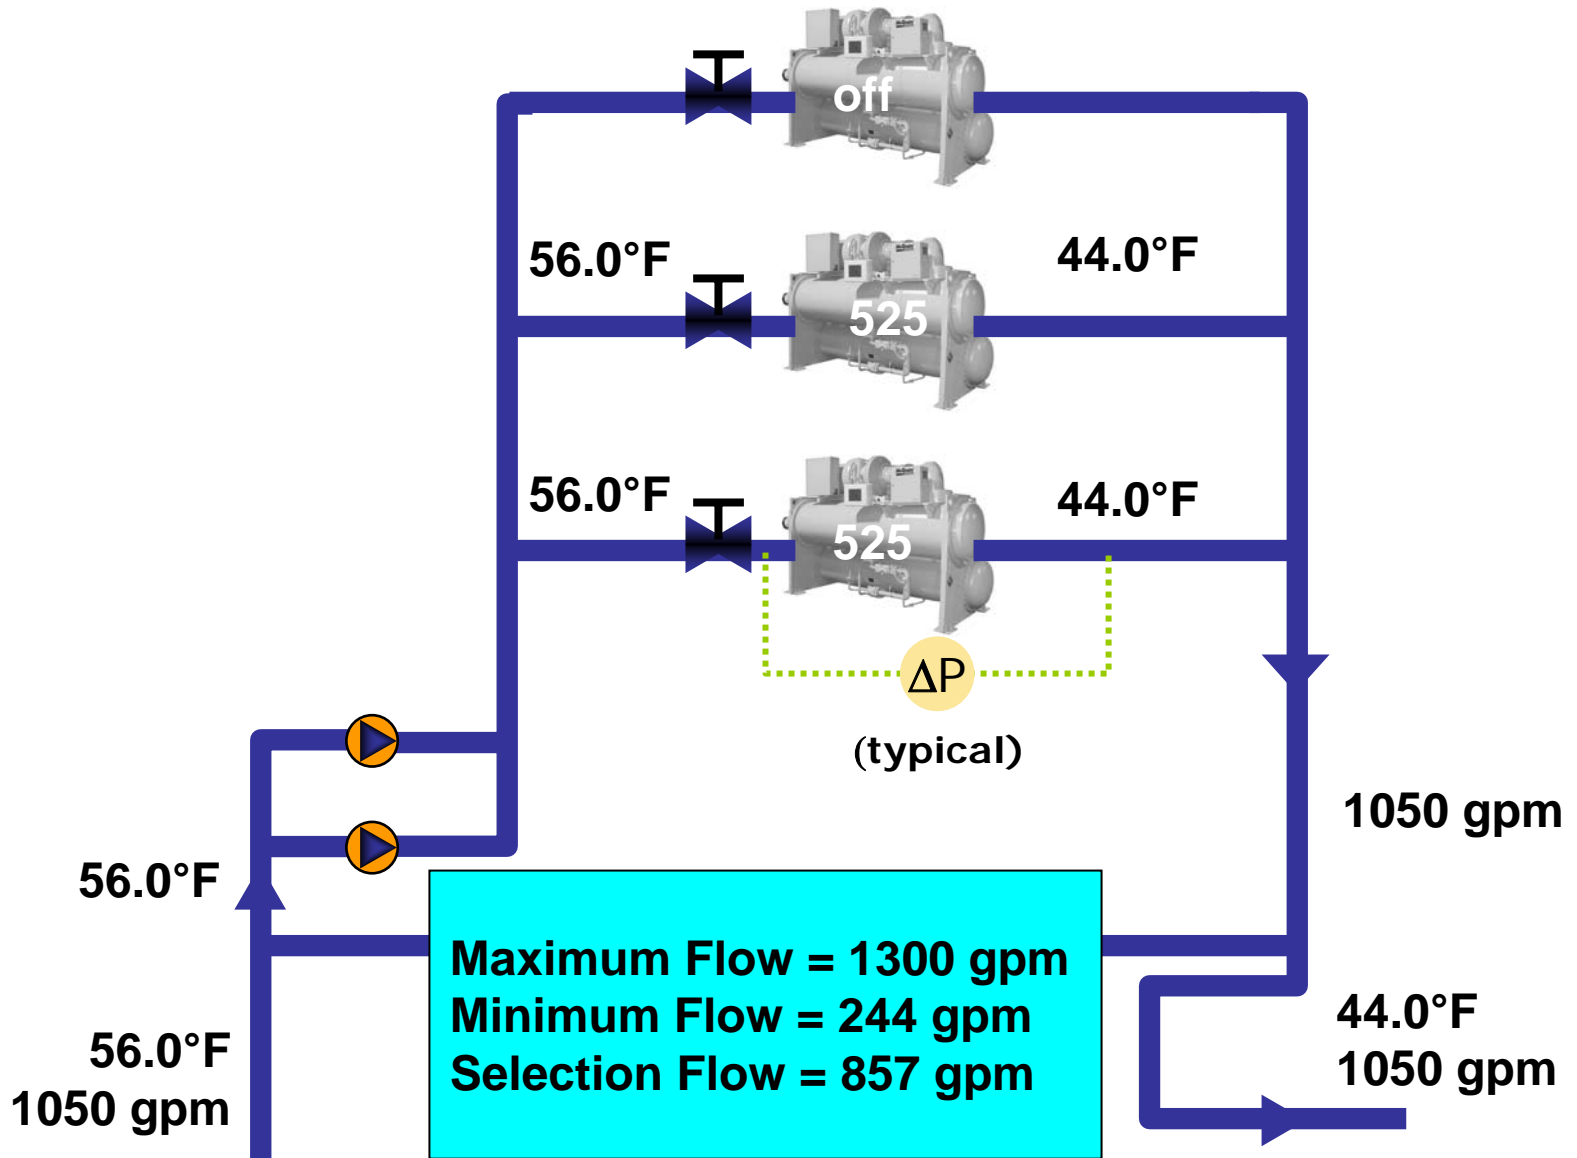 off
56.0°F
44.0°F
525
56.0°F
44.0°F
525
ΔP
(typical)
1050 gpm
56.0°F
Maximum Flow = 1300 gpm
Minimum Flow = 244 gpm
Selection Flow = 857 gpm
56.0°F
1050 gpm
44.0°F
1050 gpm